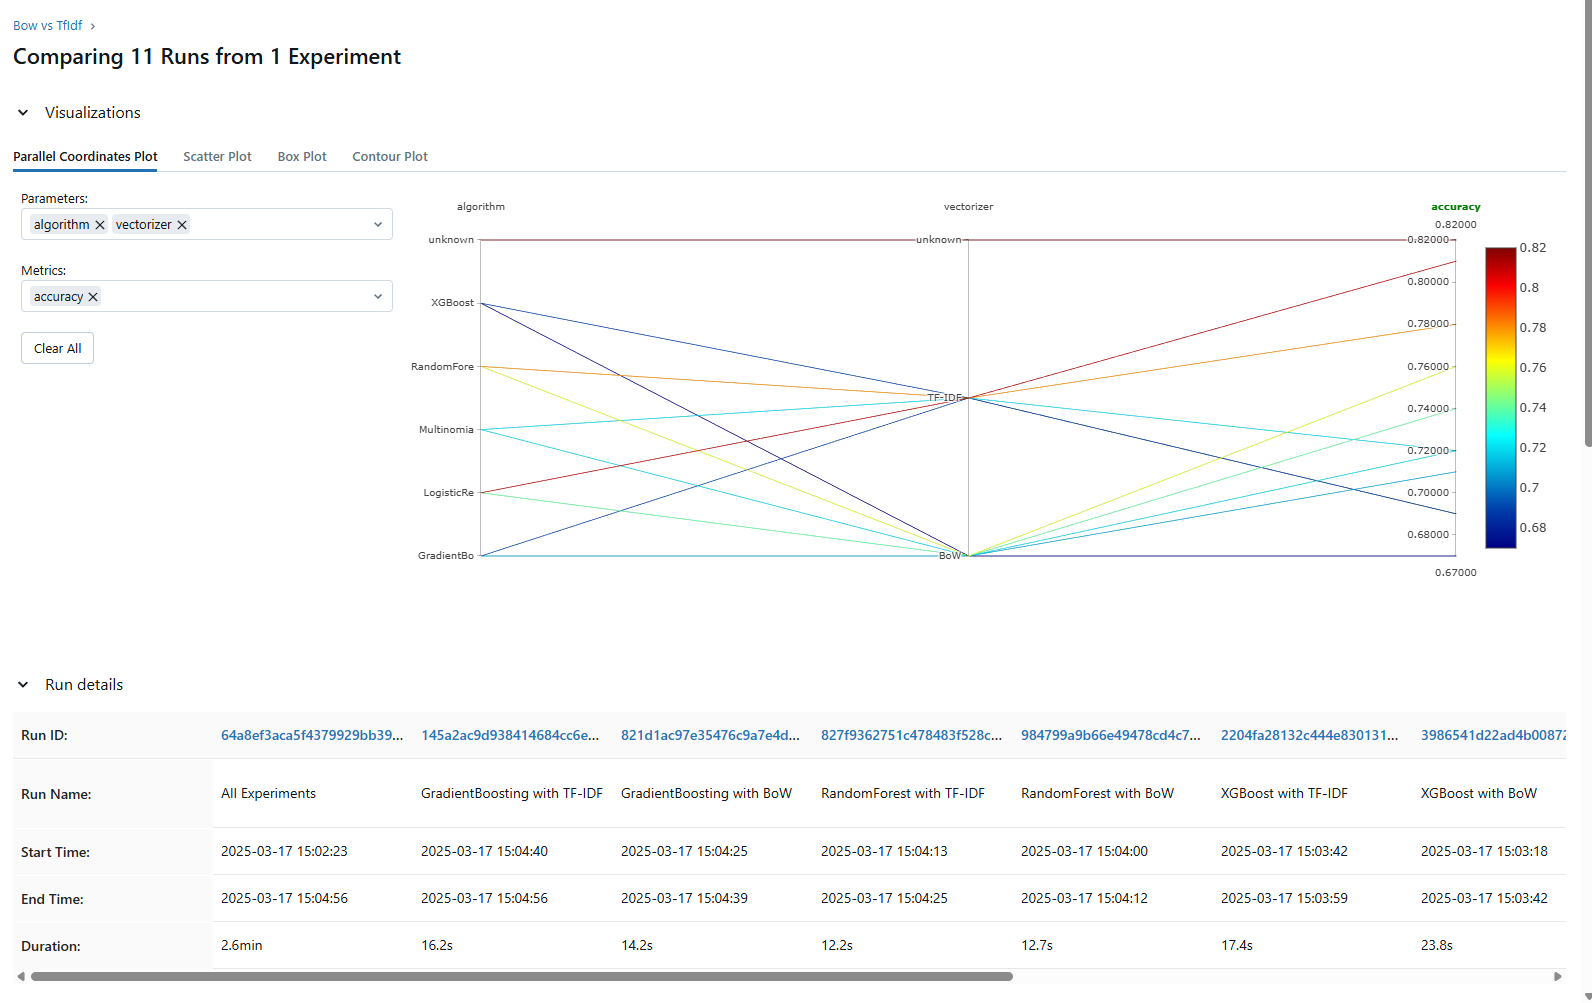 Bow vs TfIdf
Comparing 11 Runs from 1 Experiment
Visualizations
Parallel Coordinates Plot Scatter Plot Box Plot Contour Plot
Parameters:
algorithm vectorizer
Metrics:
accuracy
Clear All
algorithm vectorizer accuracy
0.82000
unknown unknown 0.82000
0.80000
XGBoost
0.78000
RandomFore 0.76000
TF-IDF
0.74000
Multinomia
0.72000
LogisticRe 0.70000
0.68000
GradientBo BoW
0.67000
0.82
0.8
0.78
0.76
0.74
0.72
0.7
0.68
Run details
Run ID: 64a8ef3aca5f4379929bb39... 145a2ac9d938414684cc6e... 821d1ac97e35476c9a7e4d... 827f9362751c478483f528c... 984799a9b66e49478cd4c7... 2204fa28132c444e830131... 3986541d22ad4b00872
Run Name: All Experiments GradientBoosting with TF-IDF GradientBoosting with BoW RandomForest with TF-IDF RandomForest with BoW XGBoost with TF-IDF XGBoost with BoW
Start Time: 2025-03-17 15:02:23 2025-03-17 15:04:40 2025-03-17 15:04:25 2025-03-17 15:04:13 2025-03-17 15:04:00 2025-03-17 15:03:42 2025-03-17 15:03:18
End Time: 2025-03-17 15:04:56 2025-03-17 15:04:56 2025-03-17 15:04:39 2025-03-17 15:04:25 2025-03-17 15:04:12 2025-03-17 15:03:59 2025-03-17 15:03:42
Duration: 2.6min 16.2s 14.2s 12.2s 12.7s 17.4s 23.8s